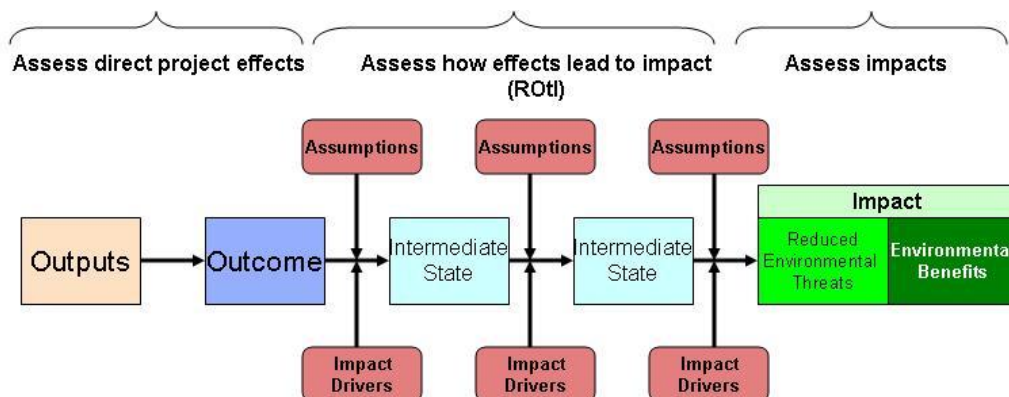 Assess direct project effects
Assess how effects lead to impact
(ROtI)
Assess impacts
Assumptions
Assumptions
Assumptions
Outputs
Outcome
Intermediate
State
Intermediate
State
Impact
Reduced
Environmental
Threats
Environmental
Benefits
Impact
Drivers
Impact
Drivers
Impact
Drivers